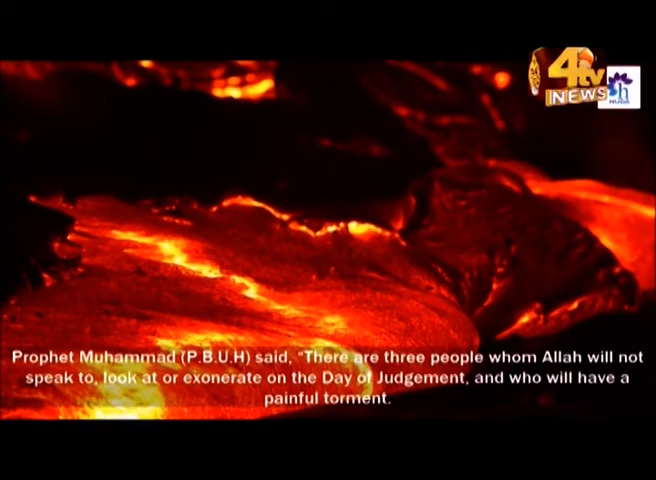 4tv
NEWS
HUDA
Prophet Muhammad (P.B.U.H) said, "There are three people whom Allah will not
speak to, look at or exonerate on the Day of Judgement, and who will have a
painful torment.